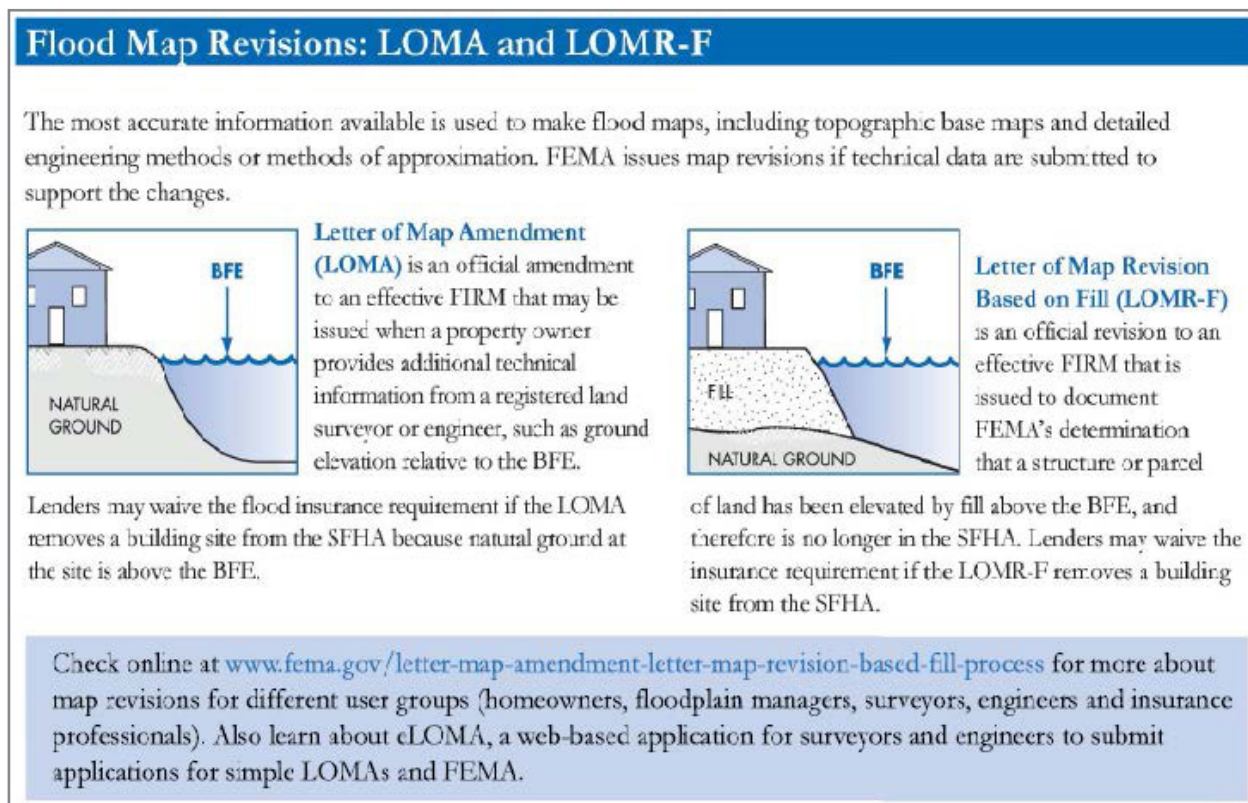 Flood Map Revisions: LOMA and LOMR-F
The most accurate information available is used to make flood maps, including topographic base maps and detailed
engineering methods or methods of approximation. FEMA issues map revisions if technical data are submitted to
support the changes.
BFE
NATURAL
GROUND
Letter of Map Amendment
(LOMA) is an official amendment
to an effective FIRM that may be
issued when a property owner
provides additional technical
information from a registered land
surveyor or engineer, such as ground
elevation relative to the BFE.
Lenders may waive the flood insurance requirement if the LOMA
removes a building site from the SFHA because natural ground at
the site is above the BFE.
BFE
FILL
NATURAL GROUND
Letter of Map Revision
Based on Fill (LOMR-F)
is an official revision to an
effective FIRM that is
issued to document
FEMA's determination
that a structure or parcel
of land has been elevated by fill above the BFE, and
therefore is no longer in the SFHA. Lenders may waive the
insurance requirement if the LOMR-F removes a building
site from the SFHA.
Check online at www.fema.gov/letter-map-amendment-letter-map-revision-based-fill-process for more about
map revisions for different user groups (homeowners, floodplain managers, surveyors, engineers and insurance
professionals). Also learn about eLOMA, a web-based application for surveyors and engineers to submit
applications for simple LOMAs and FEMA.